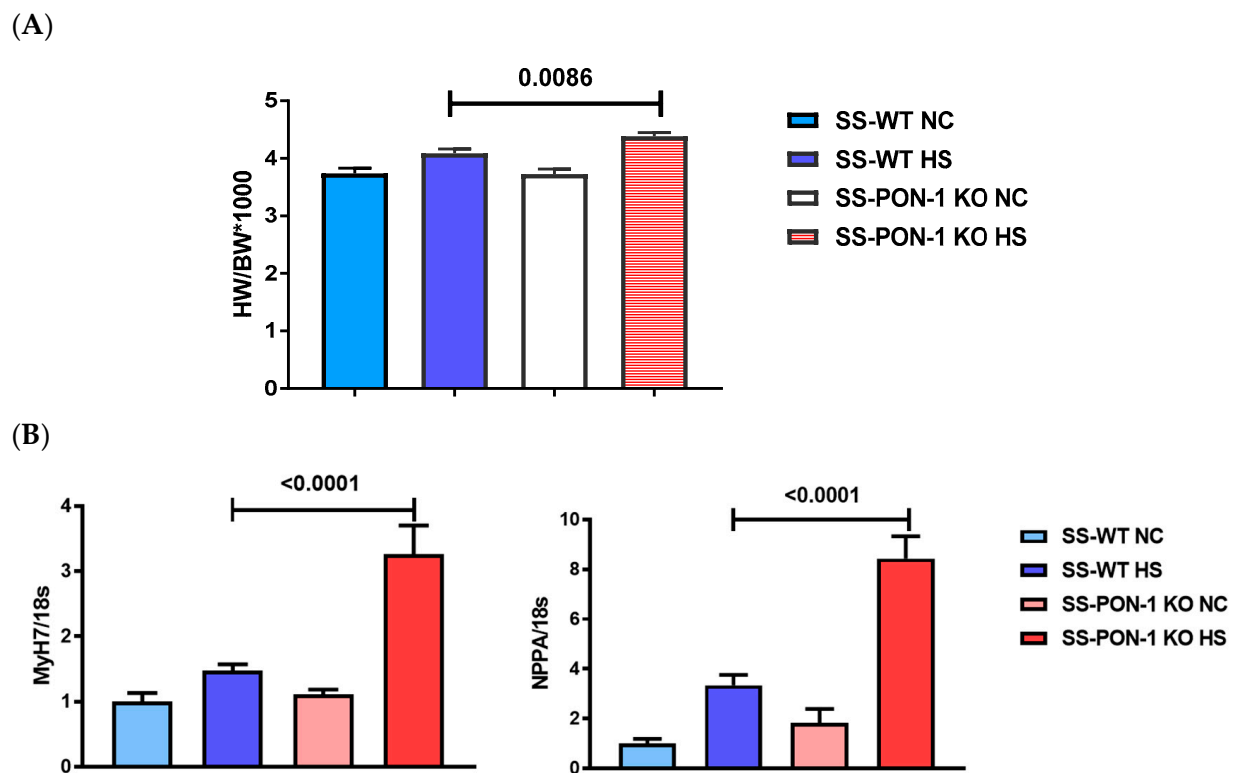 (A)
0.0086
5
4
3
2
1
0
HW/BW*1000
SS-WT NC
SS-WT HS
SS-PON-1 KO NC
SS-PON-1 KO HS
(B)
<0.0001
4
3
2
1
0
MyH7/18s
<0.0001
10
8
6
4
2
0
NPPA/18s
SS-WT NC
SS-WT HS
SS-PON-1 KO NC
SS-PON-1 KO HS